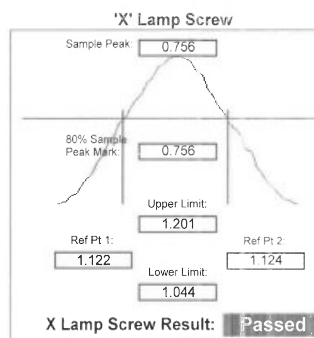 'X' Lamp Screw
Sample Peak: 0.756
80% Sample
Peak Mark: 0.756
Upper Limit:
1.201
Ref Pt 1: Ref Pt 2:
1.122 1.124
Lower Limit:
1.044
X Lamp Screw Result: Passed